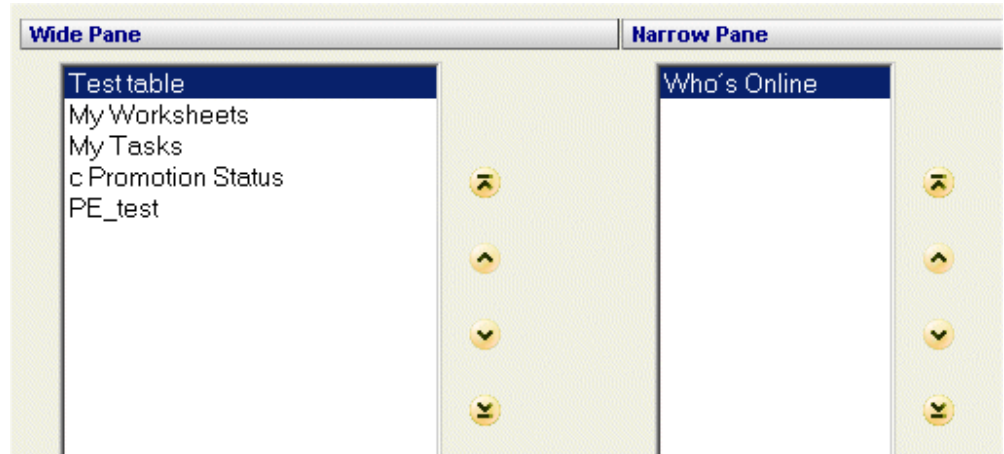 Wide Pane
Narrow Pane
Test table
My Worksheets
My Tasks
c Promotion Status
PE_test
Who´s Online